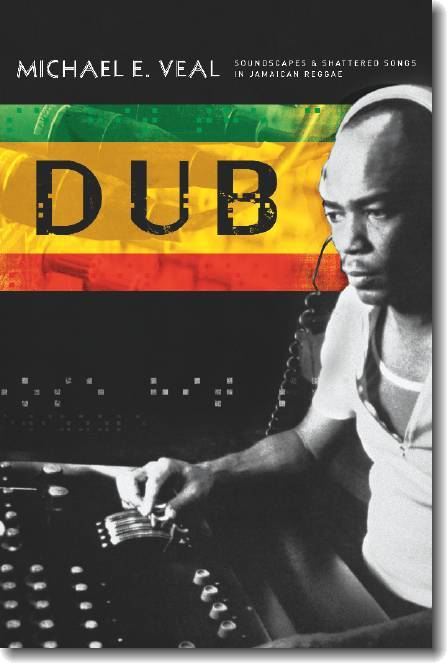 MICHAEL E. VEAL
SOUNDSCAPES & SHATTERED SONGS
IN JAMAICAN REGGAE
DUB